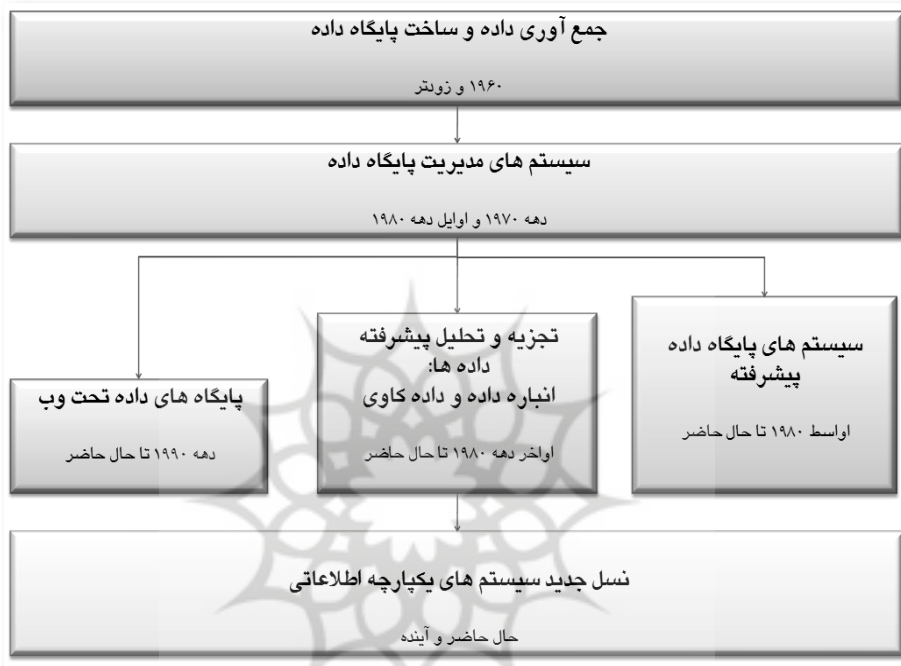 جمع آوری داده و ساخت پایگاه داده
۱۹۶۰ و زودتر
سیستم های مدیریت پایگاه داده
دهه ۱۹۷۰ و اوایل دهه ۱۹۸۰
سیستم های پایگاه داده
پیشرفته
اواسط ۱۹۸۰ تا حال حاضر
تجزیه و تحلیل پیشرفته
داده ها:
انباره داده و داده کاوی
اواخر دهه ۱۹۸۰ تا حال حاضر
پایگاه های داده تحت وب
دهه ۱۹۹۰ تا حال حاضر
نسل جدید سیستم های یکپارچه اطلاعاتی
حال حاضر و آینده